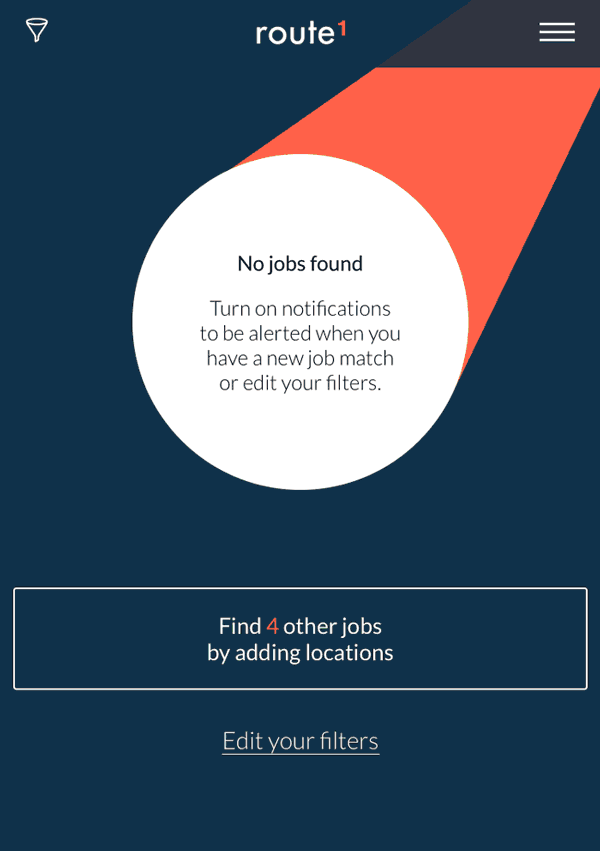 route1
No jobs found
Turn on notifications
to be alerted when you
have a new job match
or edit your filters.
Find 4 other jobs
by adding locations
Edit your filters